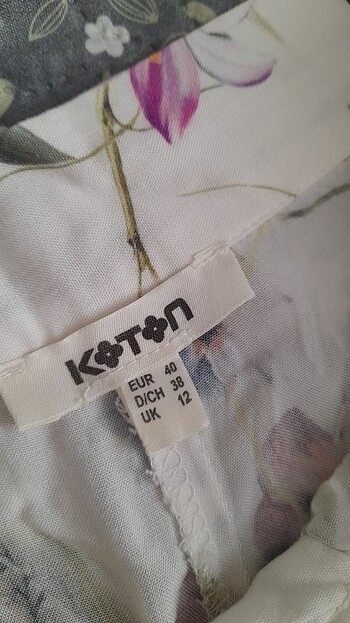 KOTON
EUR 40
D/CH 38
UK 12